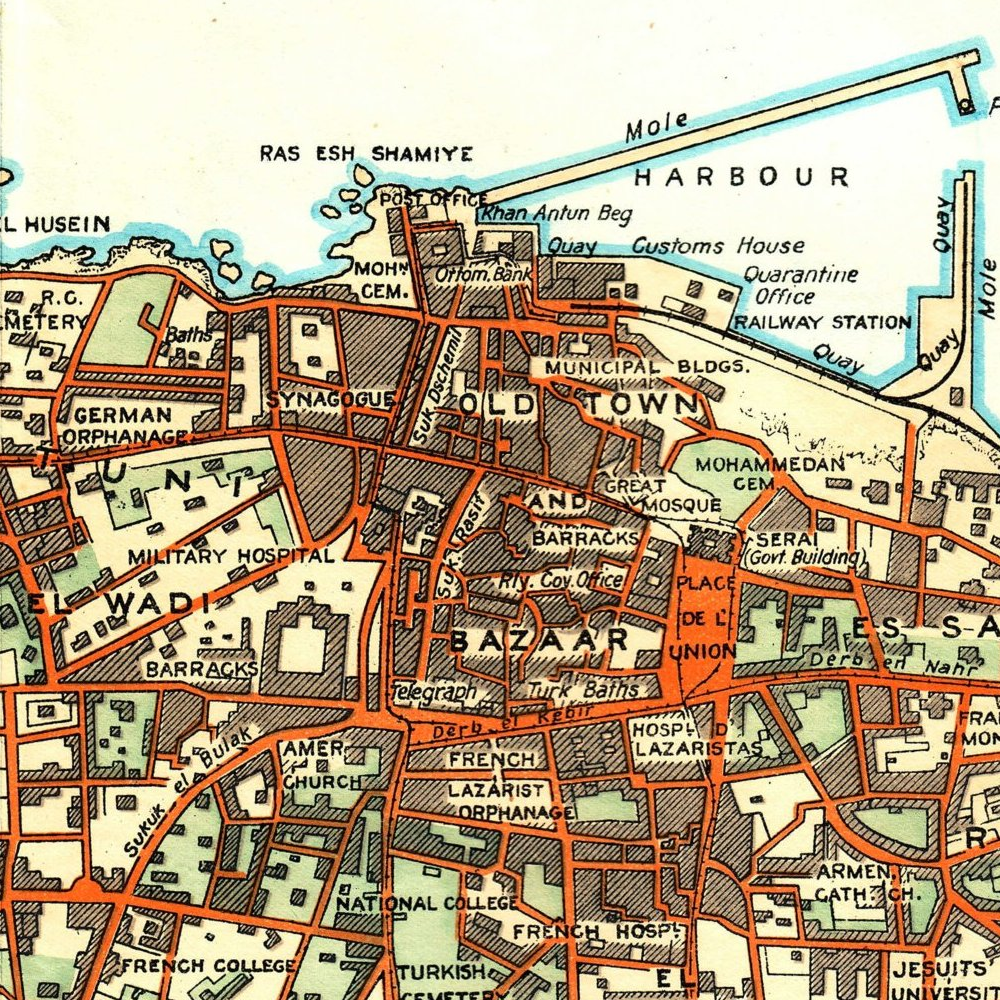 Mole
RAS ESH SHAMIYE
HARBOUR
POST OFFICE
Khan Antun Beg
L HUSEIN
Quay
Quay
Customs House
MOHN
CEM.
Ottom. Bank
Quarantine
Office
Mole
R.C.
METERY
Baths
RAILWAY STATION
Quay
Quay
Suk Dschemil
MUNICIPAL BLDGS.
SYNAGOGUE
OLD TOWN
GERMAN
ORPHANAGE
TUNI
MOHAMMEDAN
CEM.
GREAT
MOSQUE
AND
Suk Rasif
BARRACKS
SERAI
(Govt. Building)
MILITARY HOSPITAL
Rly. Coy. Office
PLACE
DE L'
UNION
EL WADI
BAZAAR
ES S-A
Derb en Nahr
BARRACKS
Telegraph
Turk Baths
Derb el Kebir
HOSPL D'
LAZARISTAS
FRA
MON
Sukuk el Bulak
AMER.
CHURCH
FRENCH
LAZARIST
ORPHANAGE
R
ARMEN.
CATH. CH.
NATIONAL COLLEGE
FRENCH HOSPL
FRENCH COLLEGE
TURKISH
CEMETERY
EL
JESUITS'
UNIVERSIT